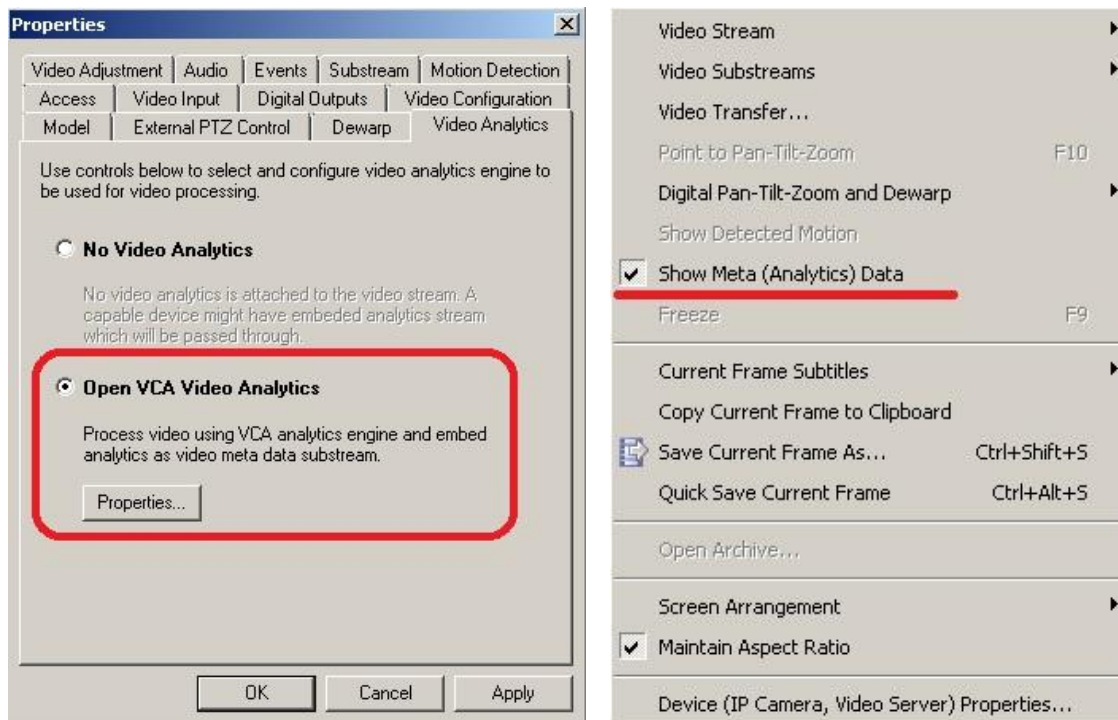 Properties
Video Adjustment Audio Events Substream Motion Detection
Access Video Input Digital Outputs Video Configuration
Model External PTZ Control Dewarp Video Analytics
Use controls below to select and configure video analytics engine to
be used for video processing.
No Video Analytics
No video analytics is attached to the video stream. A
capable device might have embeded analytics stream
which will be passed through.
Open VCA Video Analytics
Process video using VCA analytics engine and embed
analytics as video meta data substream.
Properties...
OK Cancel Apply
Video Stream
Video Substreams
Video Transfer...
Point to Pan-Tilt-Zoom F10
Digital Pan-Tilt-Zoom and Dewarp
Show Detected Motion
Show Meta (Analytics) Data
Freeze F9
Current Frame Subtitles
Copy Current Frame to Clipboard
Save Current Frame As... Ctrl+Shift+S
Quick Save Current Frame Ctrl+Alt+S
Open Archive...
Screen Arrangement
Maintain Aspect Ratio
Device (IP Camera, Video Server) Properties...